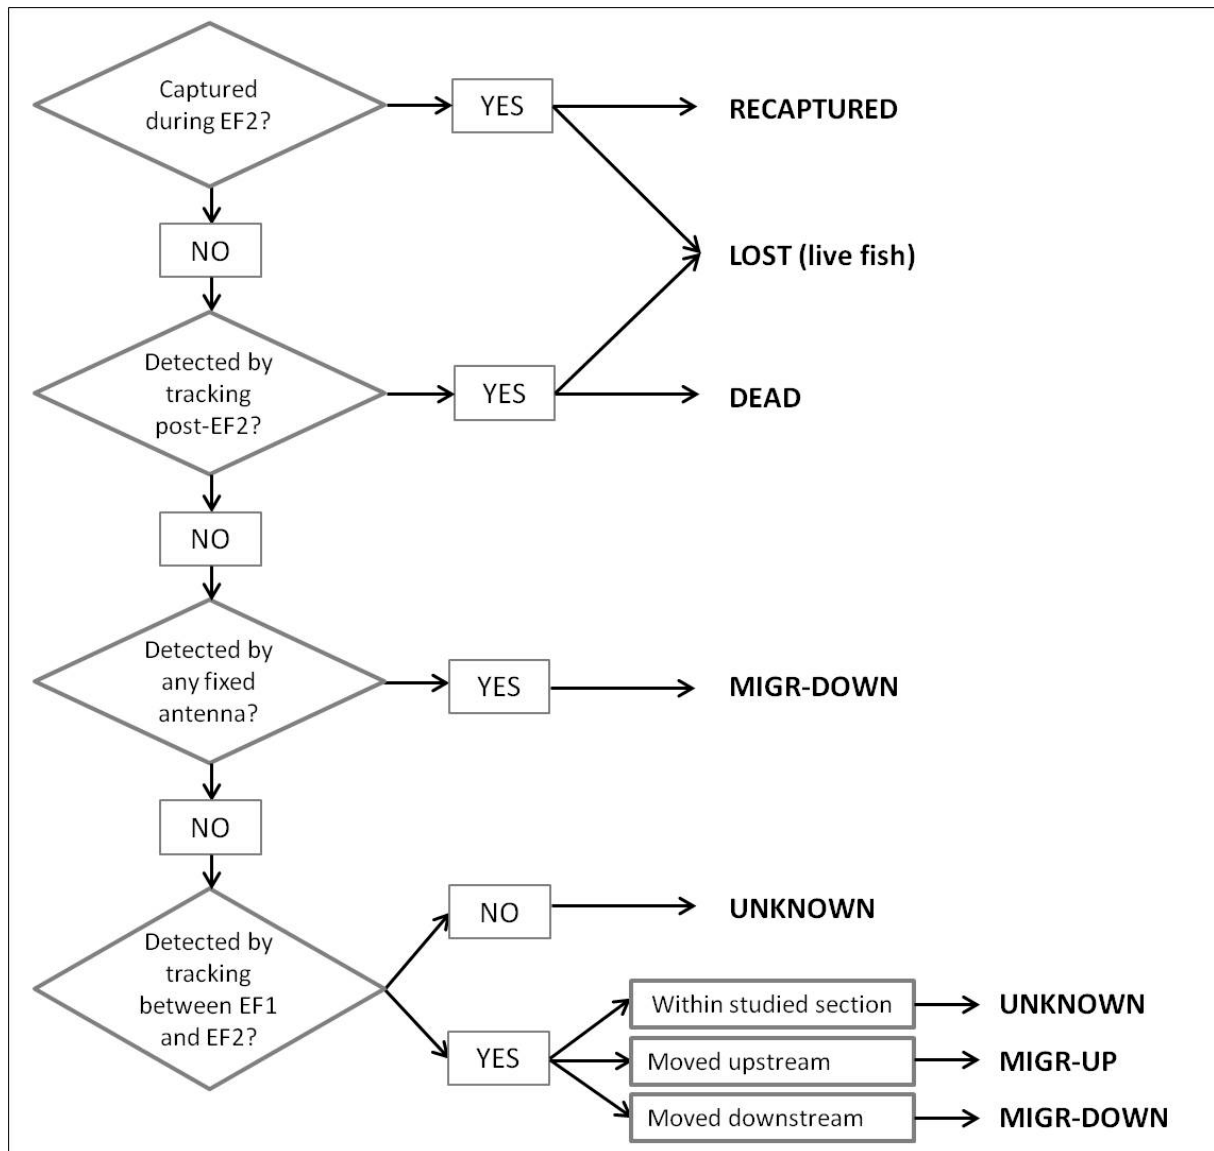 Captured
during EF2?
YES
RECAPTURED
NO
LOST (live fish)
Detected by
tracking
post-EF2?
YES
DEAD
NO
Detected by
any fixed
antenna?
YES
MIGR-DOWN
NO
Detected by
tracking
between EF1
and EF2?
NO
UNKNOWN
YES
Within studied section
UNKNOWN
Moved upstream
MIGR-UP
Moved downstream
MIGR-DOWN